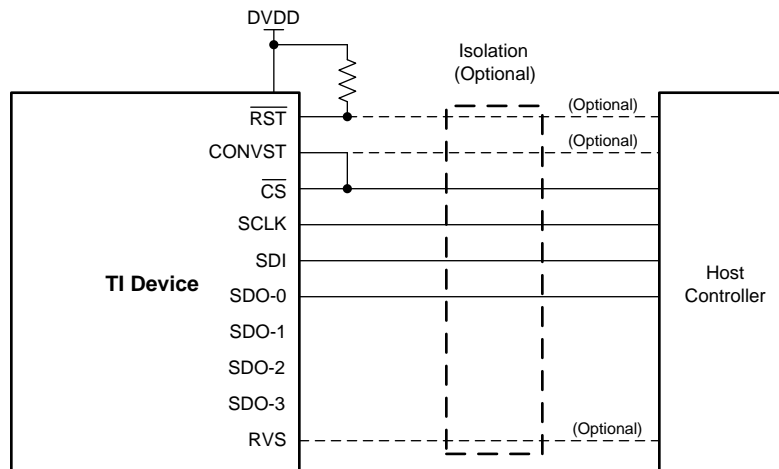 DVDD
Isolation
(Optional)
RST
(Optional)
CONVST
(Optional)
CS
SCLK
SDI
TI Device
SDO-0
Host
Controller
SDO-1
SDO-2
SDO-3
RVS
(Optional)